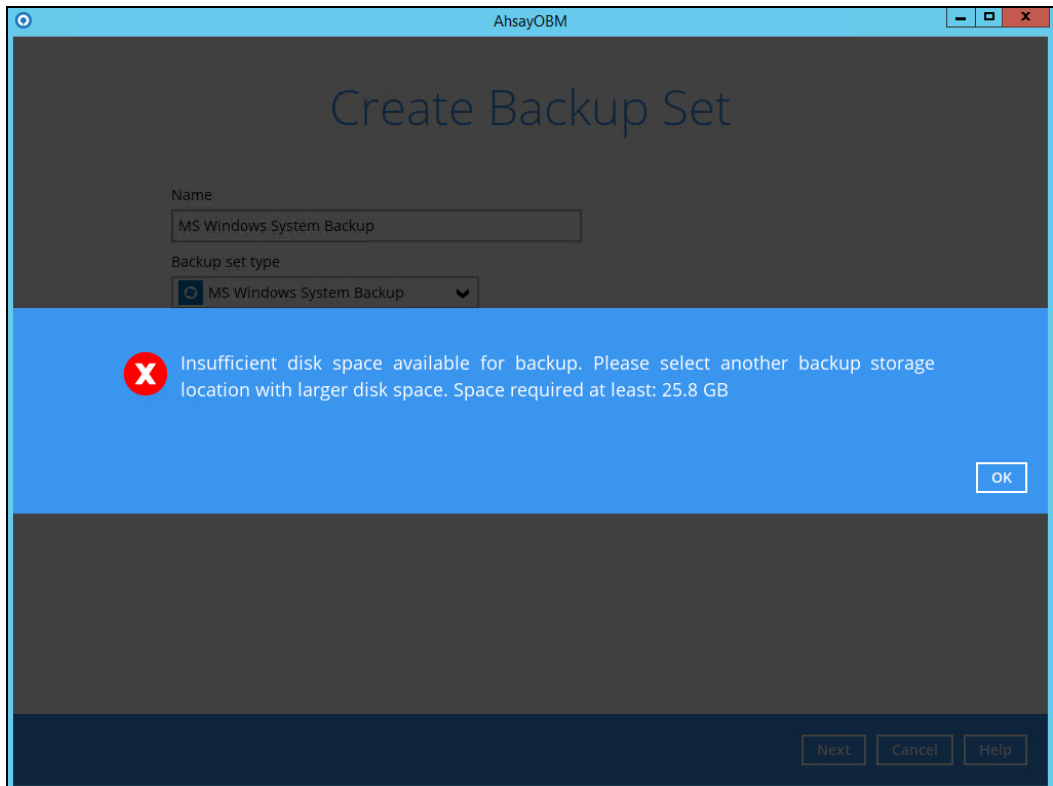 AhsayOBM
Create Backup Set
Name
MS Windows System Backup
Backup set type
MS Windows System Backup
Insufficient disk space available for backup. Please select another backup storage
location with larger disk space. Space required at least: 25.8 GB
OK
Next Cancel Help